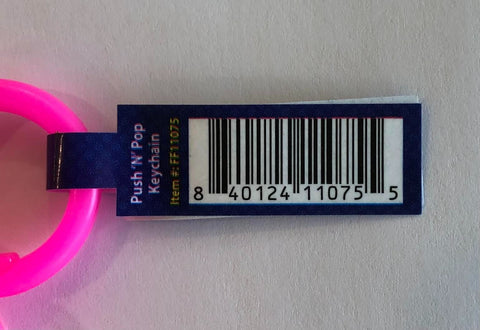 Push 'N' Pop
Keychain
Item #: FF11075
8 40124 11075 5